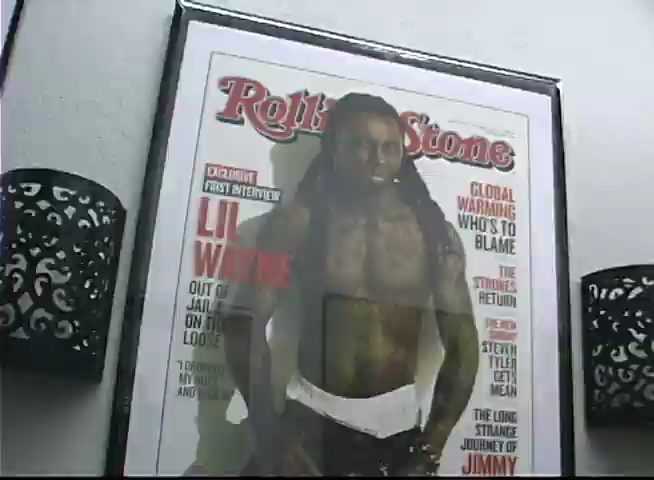 Rolling Stone
EXCLUSIVE
FIRST INTERVIEW
LIL
WAYNE
OUT OF
JAIL &
ON THE
LOOSE
GLOBAL
WARMING
WHO'S TO
BLAME
THE
STROKES
RETURN
STEVEN
TYLER
GETS
MEAN
THE LONG
STRANGE
JOURNEY OF
JIMMY